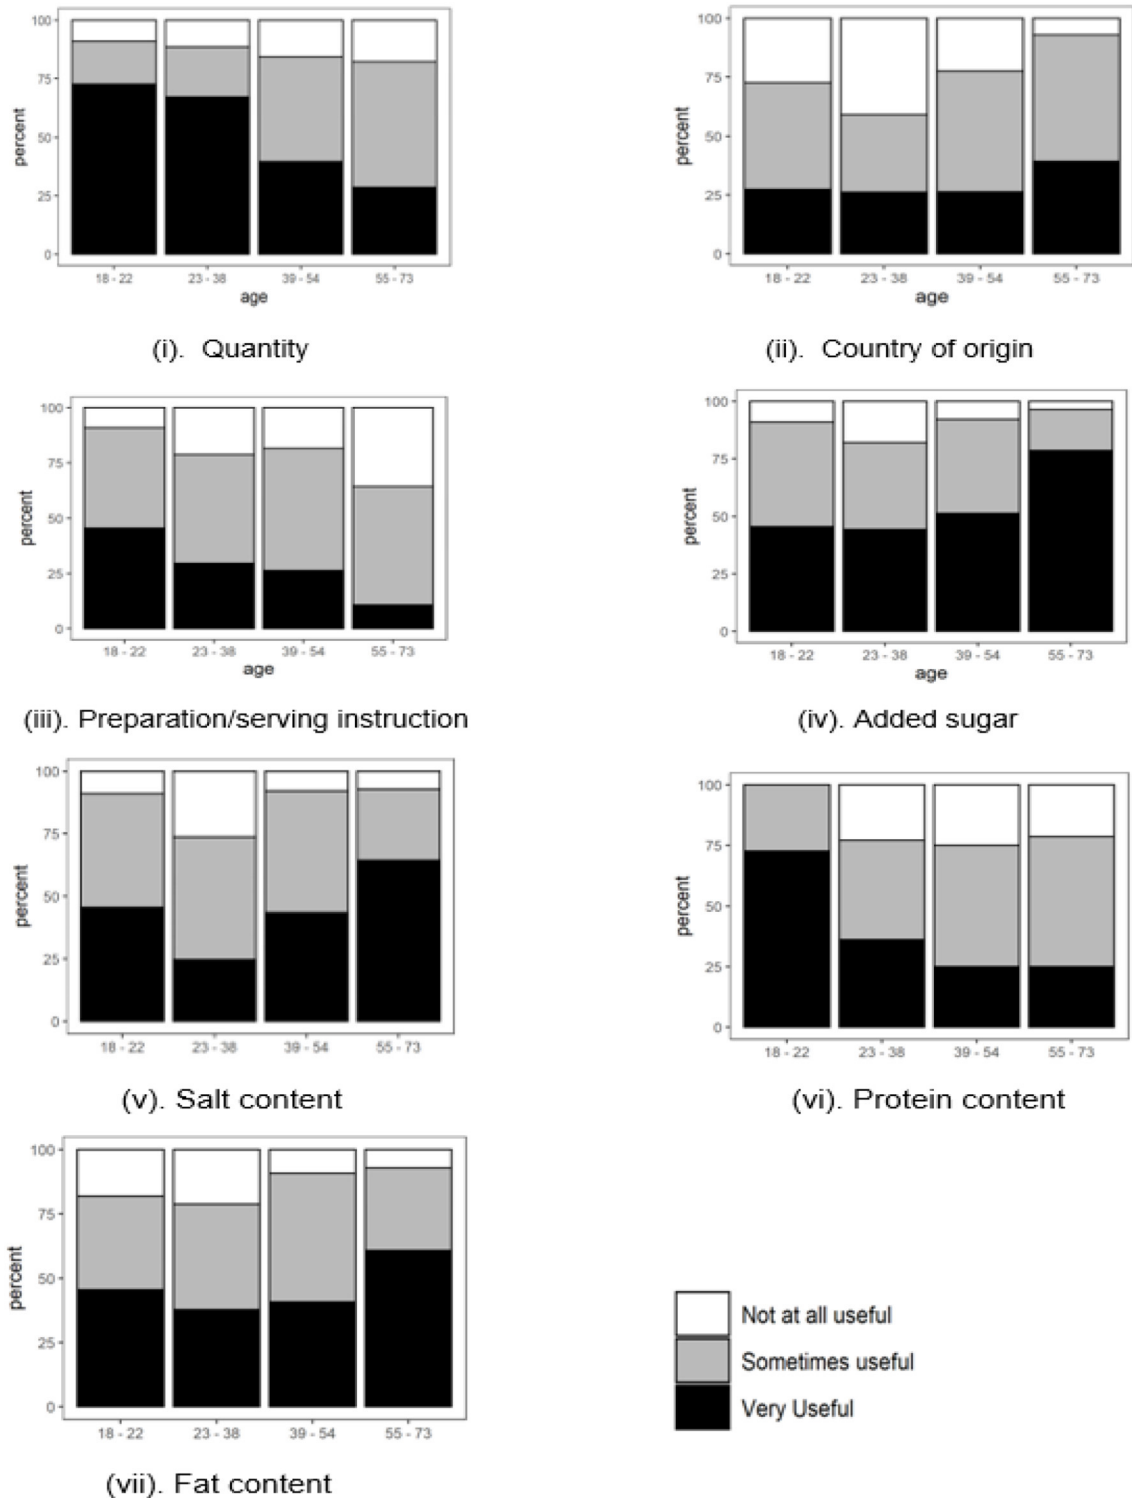 100
75
50
25
0
percent
18 - 22 23 - 38 39 - 54 55 - 73
age
(i). Quantity
100
75
50
25
0
percent
18 - 22 23 - 38 39 - 54 55 - 73
age
(ii). Country of origin
100
75
50
25
0
percent
18 - 22 23 - 38 39 - 54 55 - 73
age
(iii). Preparation/serving instruction
100
75
50
25
0
percent
18 - 22 23 - 38 39 - 54 55 - 73
age
(iv). Added sugar
100
75
50
25
0
percent
18 - 22 23 - 38 39 - 54 55 - 73
(v). Salt content
100
75
50
25
0
percent
18 - 22 23 - 38 39 - 54 55 - 73
(vi). Protein content
100
75
50
25
0
percent
18 - 22 23 - 38 39 - 54 55 - 73
(vii). Fat content
Not at all useful
Sometimes useful
Very Useful